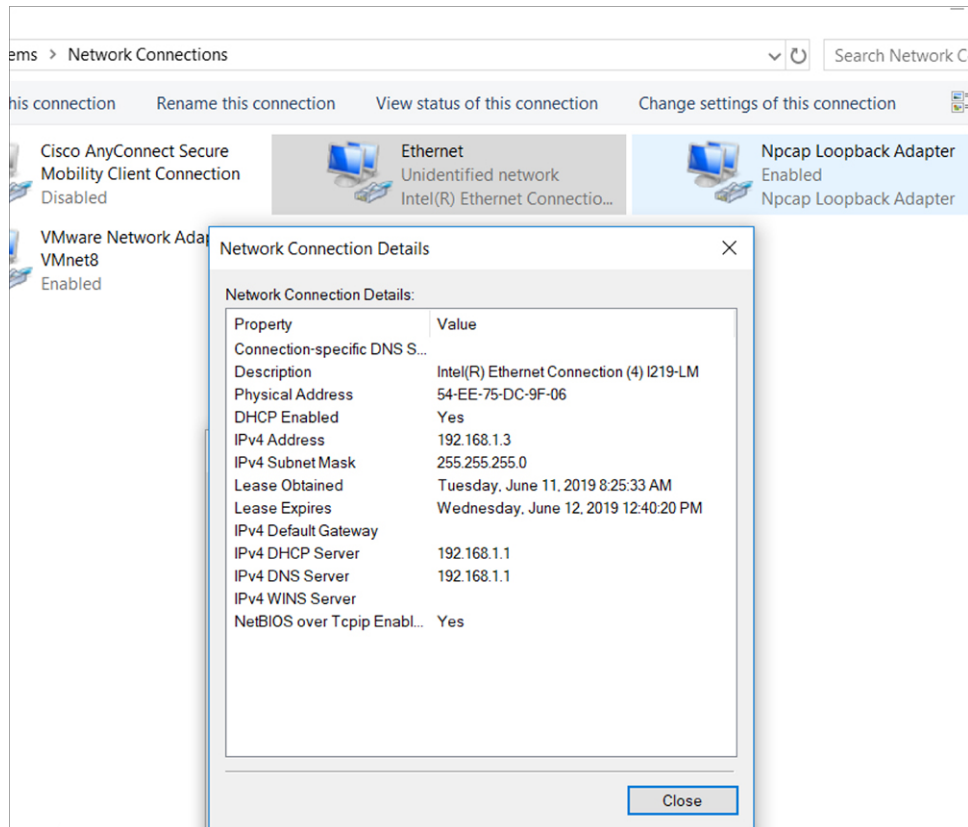 ems > Network Connections
Search Network C
his connection Rename this connection View status of this connection Change settings of this connection
Cisco AnyConnect Secure
Mobility Client Connection
Disabled
Ethernet
Unidentified network
Intel(R) Ethernet Connectio...
Npcap Loopback Adapter
Enabled
Npcap Loopback Adapter
VMware Network Adap
VMnet8
Enabled
Network Connection Details
Network Connection Details:
Property Value
Connection-specific DNS S...
Description Intel(R) Ethernet Connection (4) I219-LM
Physical Address 54-EE-75-DC-9F-06
DHCP Enabled Yes
IPv4 Address 192.168.1.3
IPv4 Subnet Mask 255.255.255.0
Lease Obtained Tuesday, June 11, 2019 8:25:33 AM
Lease Expires Wednesday, June 12, 2019 12:40:20 PM
IPv4 Default Gateway
IPv4 DHCP Server 192.168.1.1
IPv4 DNS Server 192.168.1.1
IPv4 WINS Server
NetBIOS over Tcpip Enabl... Yes
Close